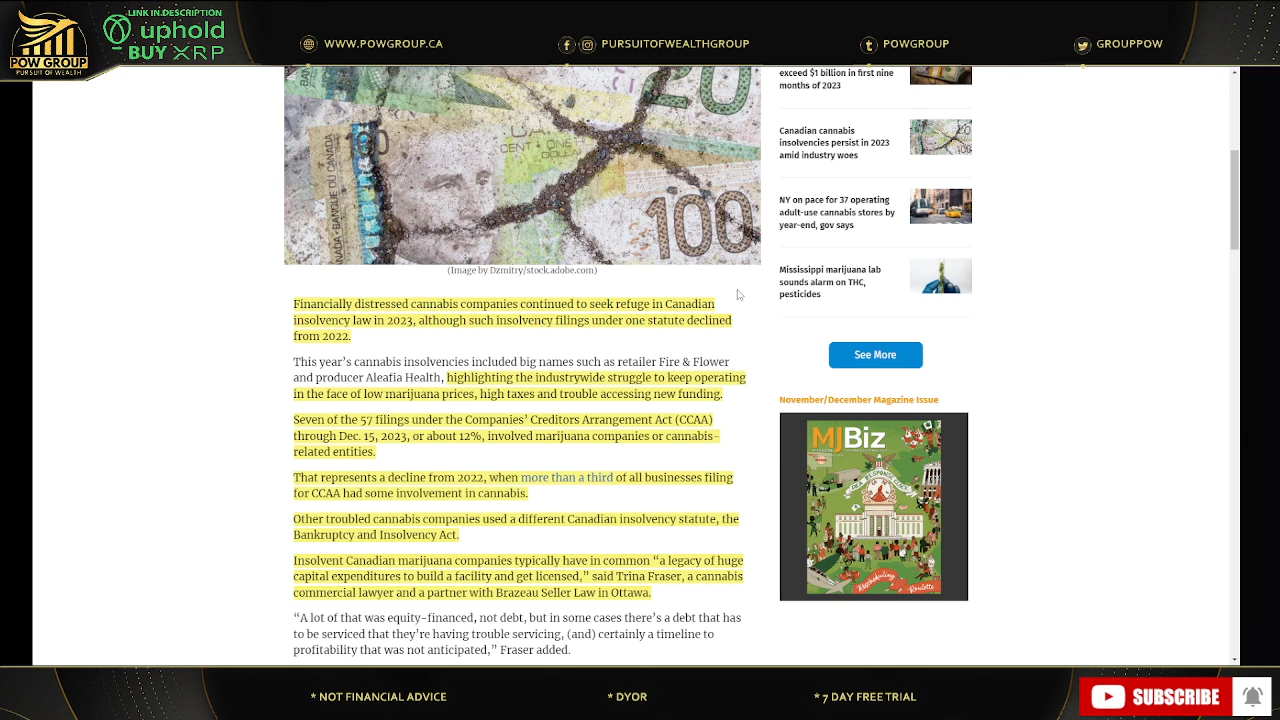 LINK IN DESCRIPTION
uphold
BUY XRP
POW GROUP
PURSUIT OF WEALTH
WWW.POWGROUP.CA
PURSUITOFWEALTHGROUP
POWGROUP
GROUPPOW
100
20
100
BANQUE DU CANADA
(Image by Dzmitry/stock.adobe.com)
Financially distressed cannabis companies continued to seek refuge in Canadian
insolvency law in 2023, although such insolvency filings under one statute declined
from 2022.
This year’s cannabis insolvencies included big names such as retailer Fire & Flower
and producer Aleafia Health, highlighting the industrywide struggle to keep operating
in the face of low marijuana prices, high taxes and trouble accessing new funding.
Seven of the 57 filings under the Companies’ Creditors Arrangement Act (CCAA)
through Dec. 15, 2023, or about 12%, involved marijuana companies or cannabis-
related entities.
That represents a decline from 2022, when more than a third of all businesses filing
for CCAA had some involvement in cannabis.
Other troubled cannabis companies used a different Canadian insolvency statute, the
Bankruptcy and Insolvency Act.
Insolvent Canadian marijuana companies typically have in common “a legacy of huge
capital expenditures to build a facility and get licensed,” said Trina Fraser, a cannabis
commercial lawyer and a partner with Brazeau Seller Law in Ottawa.
“A lot of that was equity-financed, not debt, but in some cases there’s a debt that has
to be serviced that they’re having trouble servicing, (and) certainly a timeline to
profitability that was not anticipated,” Fraser added.
exceed $1 billion in first nine
months of 2023
Canadian cannabis
insolvencies persist in 2023
amid industry woes
NY on pace for 37 operating
adult-use cannabis stores by
year-end, gov says
Mississippi marijuana lab
sounds alarm on THC,
pesticides
See More
November/December Magazine Issue
MJBiz
Rescheduling
Roulette
* NOT FINANCIAL ADVICE
* DYOR
* 7 DAY FREE TRIAL
SUBSCRIBE